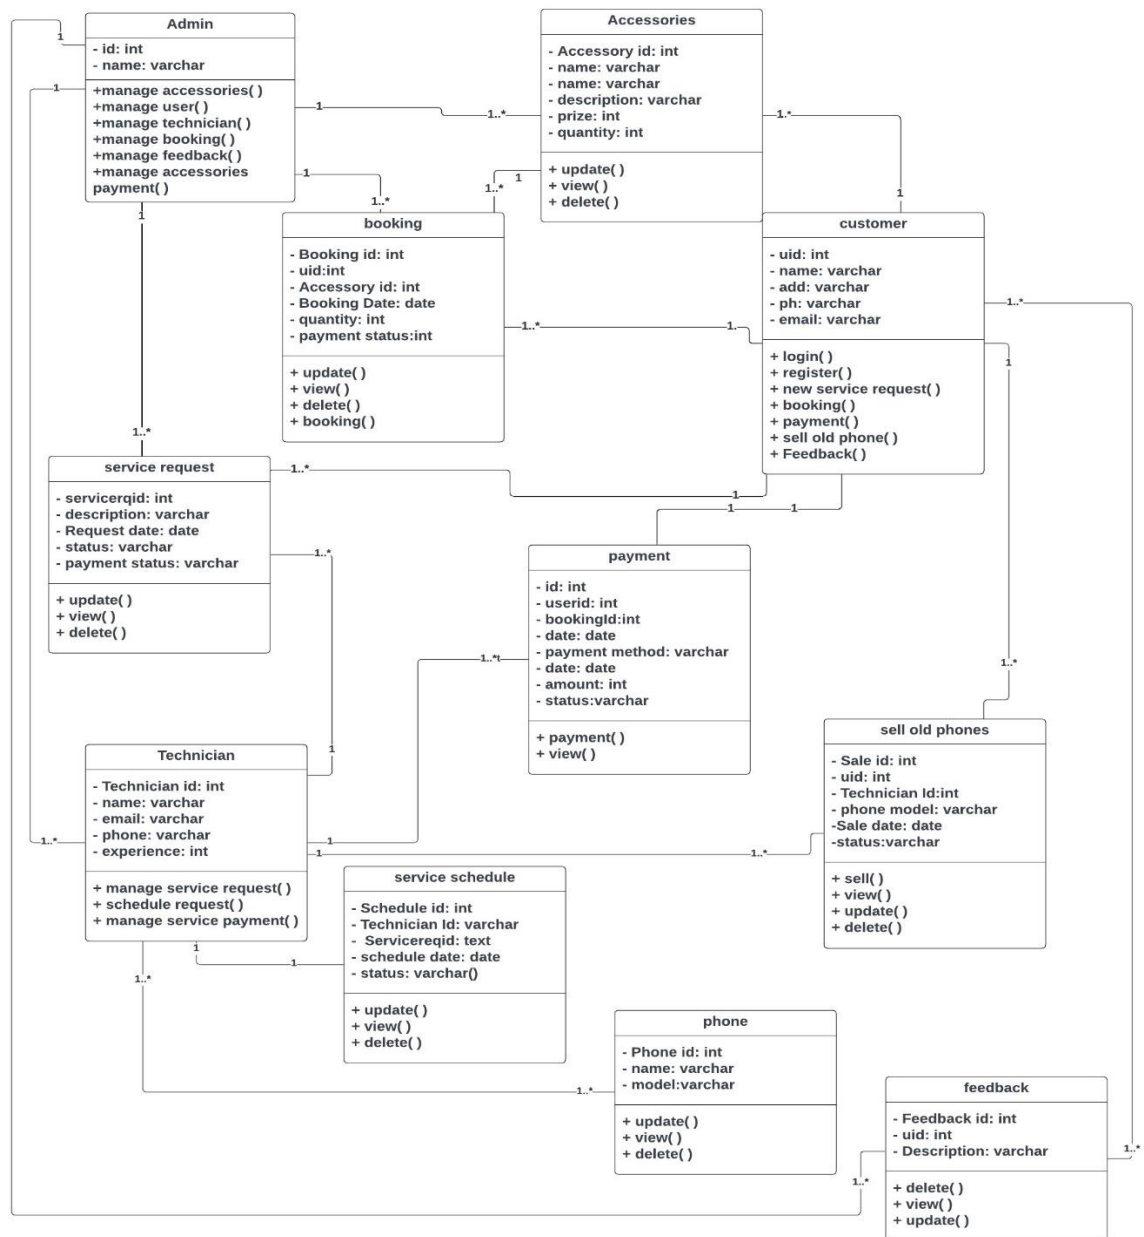 Admin
- id: int
- name: varchar
+manage accessories( )
+manage user( )
+manage technician( )
+manage booking( )
+manage feedback( )
+manage accessories
payment( )
1
1
1
1
1
1..*
1..*
1..*
Accessories
- Accessory id: int
- name: varchar
- name: varchar
- description: varchar
- prize: int
- quantity: int
+ update( )
+ view( )
+ delete( )
1..*
1
1.*
1
booking
- Booking id: int
- uid:int
- Accessory id: int
- Booking Date: date
- quantity: int
- payment status:int
+ update( )
+ view( )
+ delete( )
+ booking( )
1..*
1.
customer
- uid: int
- name: varchar
- add: varchar
- ph: varchar
- email: varchar
+ login( )
+ register( )
+ new service request( )
+ booking( )
+ payment( )
+ sell old phone( )
+ Feedback( )
1..*
1
1..*
service request
- servicerqid: int
- description: varchar
- Request date: date
- status: varchar
- payment status: varchar
+ update( )
+ view( )
+ delete( )
1..*
1
1..*
1
1
1
payment
- id: int
- userid: int
- bookingId:int
- date: date
- payment method: varchar
- date: date
- amount: int
- status:varchar
+ payment( )
+ view( )
1..*t
1..*
sell old phones
- Sale id: int
- uid: int
- Technician Id:int
- phone model: varchar
-Sale date: date
-status:varchar
+ sell( )
+ view( )
+ update( )
+ delete( )
1..*
Technician
- Technician id: int
- name: varchar
- email: varchar
- phone: varchar
- experience: int
+ manage service request( )
+ schedule request( )
+ manage service payment( )
1..*
1
1
1
1
1..*
service schedule
- Schedule id: int
- Technician Id: varchar
- Servicereqid: text
- schedule date: date
- status: varchar()
+ update( )
+ view( )
+ delete( )
phone
- Phone id: int
- name: varchar
- model:varchar
+ update( )
+ view( )
+ delete( )
1..*
feedback
- Feedback id: int
- uid: int
- Description: varchar
+ delete( )
+ view( )
+ update( )
1..*
1..*